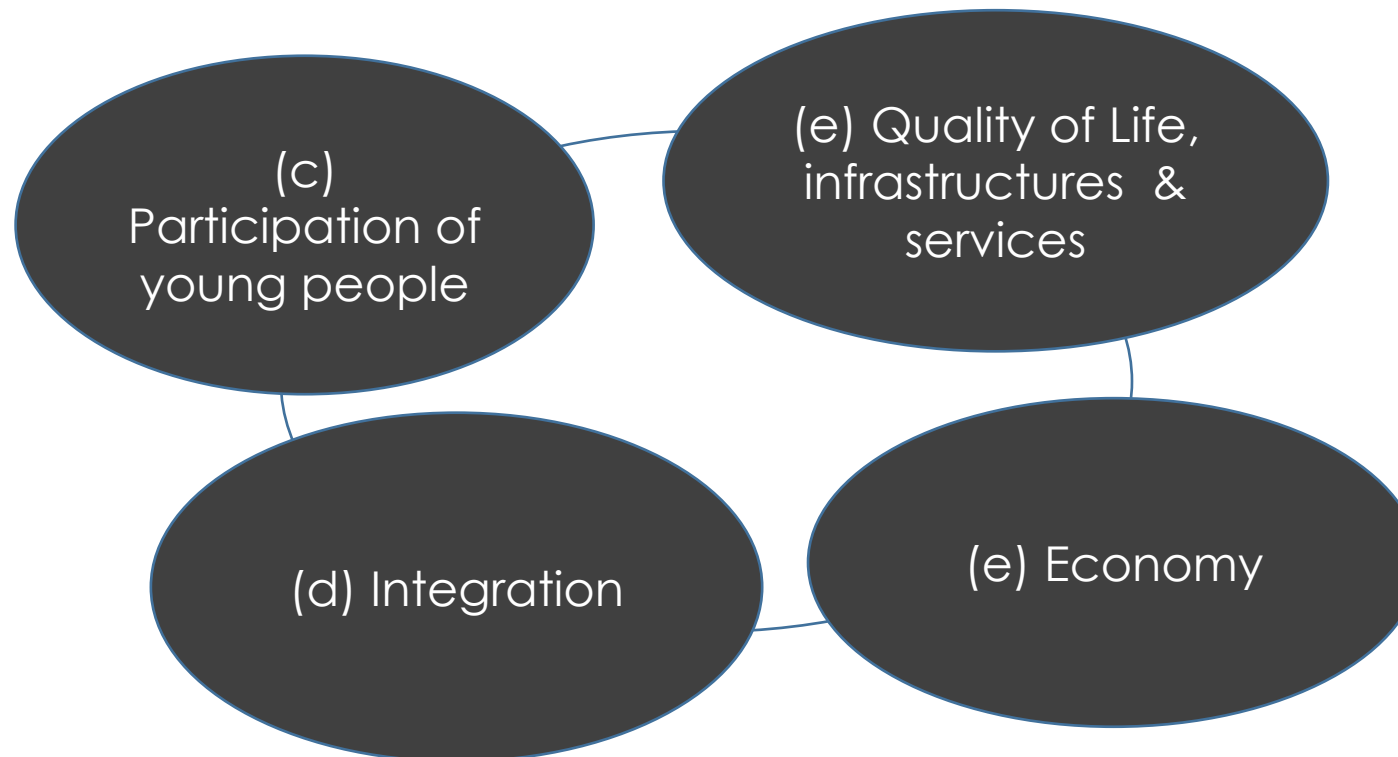 (c)
Participation of
young people
(e) Quality of Life,
infrastructures &
services
(d) Integration
(e) Economy